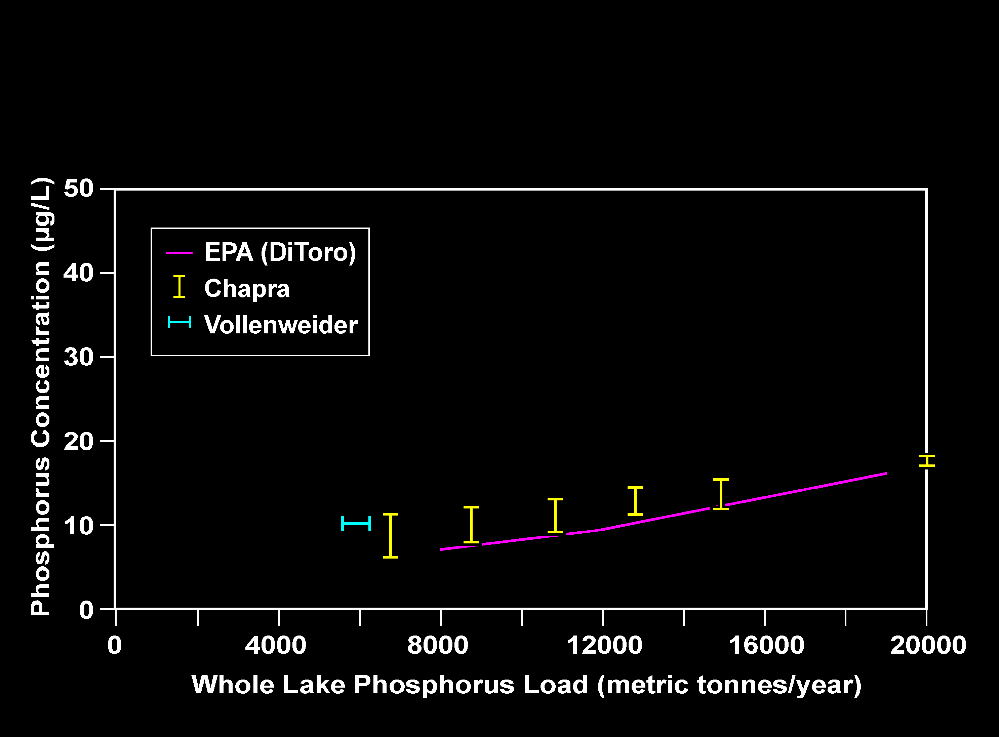 Phosphorus Concentration (µg/L)
50
40
30
20
10
0
EPA (DiToro)
Chapra
Vollenweider
0 4000 8000 12000 16000 20000
Whole Lake Phosphorus Load (metric tonnes/year)